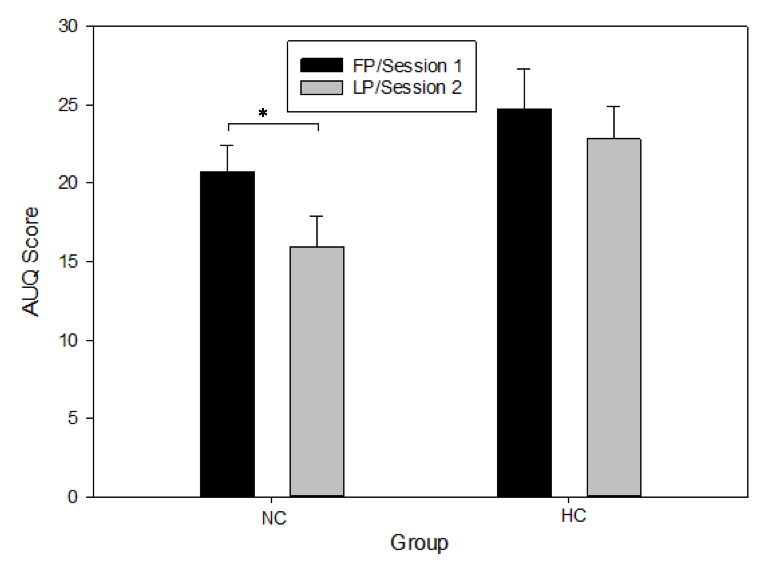 30
FP/Session 1
LP/Session 2
25
*
20
15
10
5
0
AUQ Score
NC
HC
Group